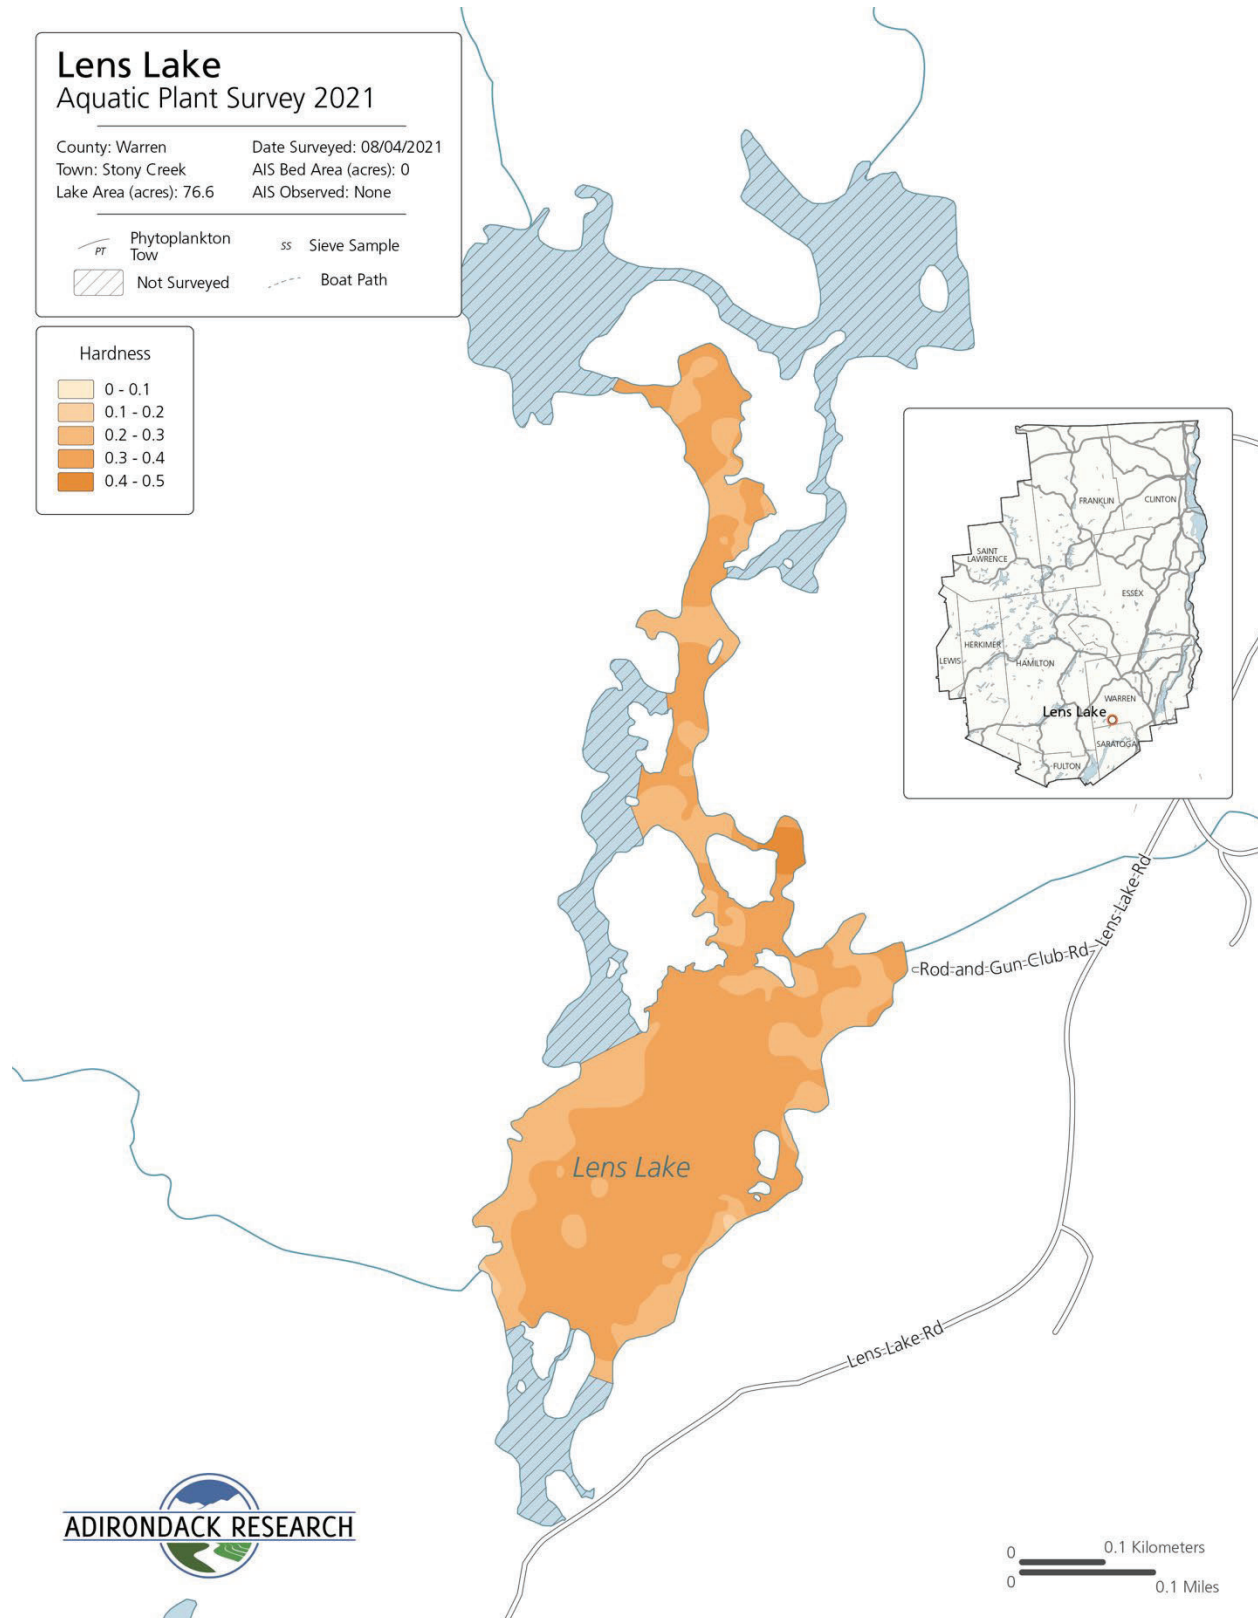 Lens Lake
Aquatic Plant Survey 2021
County: Warren
Date Surveyed: 08/04/2021
Town: Stony Creek
AIS Bed Area (acres): 0
Lake Area (acres): 76.6
AIS Observed: None
PT
Phytoplankton
Tow
ss
Sieve Sample
Not Surveyed
Boat Path
Hardness
0 - 0.1
0.1 - 0.2
0.2 - 0.3
0.3 - 0.4
0.4 - 0.5
FRANKLIN
CLINTON
SAINT
LAWRENCE
ESSEX
HERKIMER
LEWIS
HAMILTON
WARREN
Lens Lake
SARATOGA
FULTON
Lens Lake Rd
Rod and Gun Club Rd
Lens Lake
Lens Lake Rd
ADIRONDACK RESEARCH
0
0.1 Kilometers
0
0.1 Miles